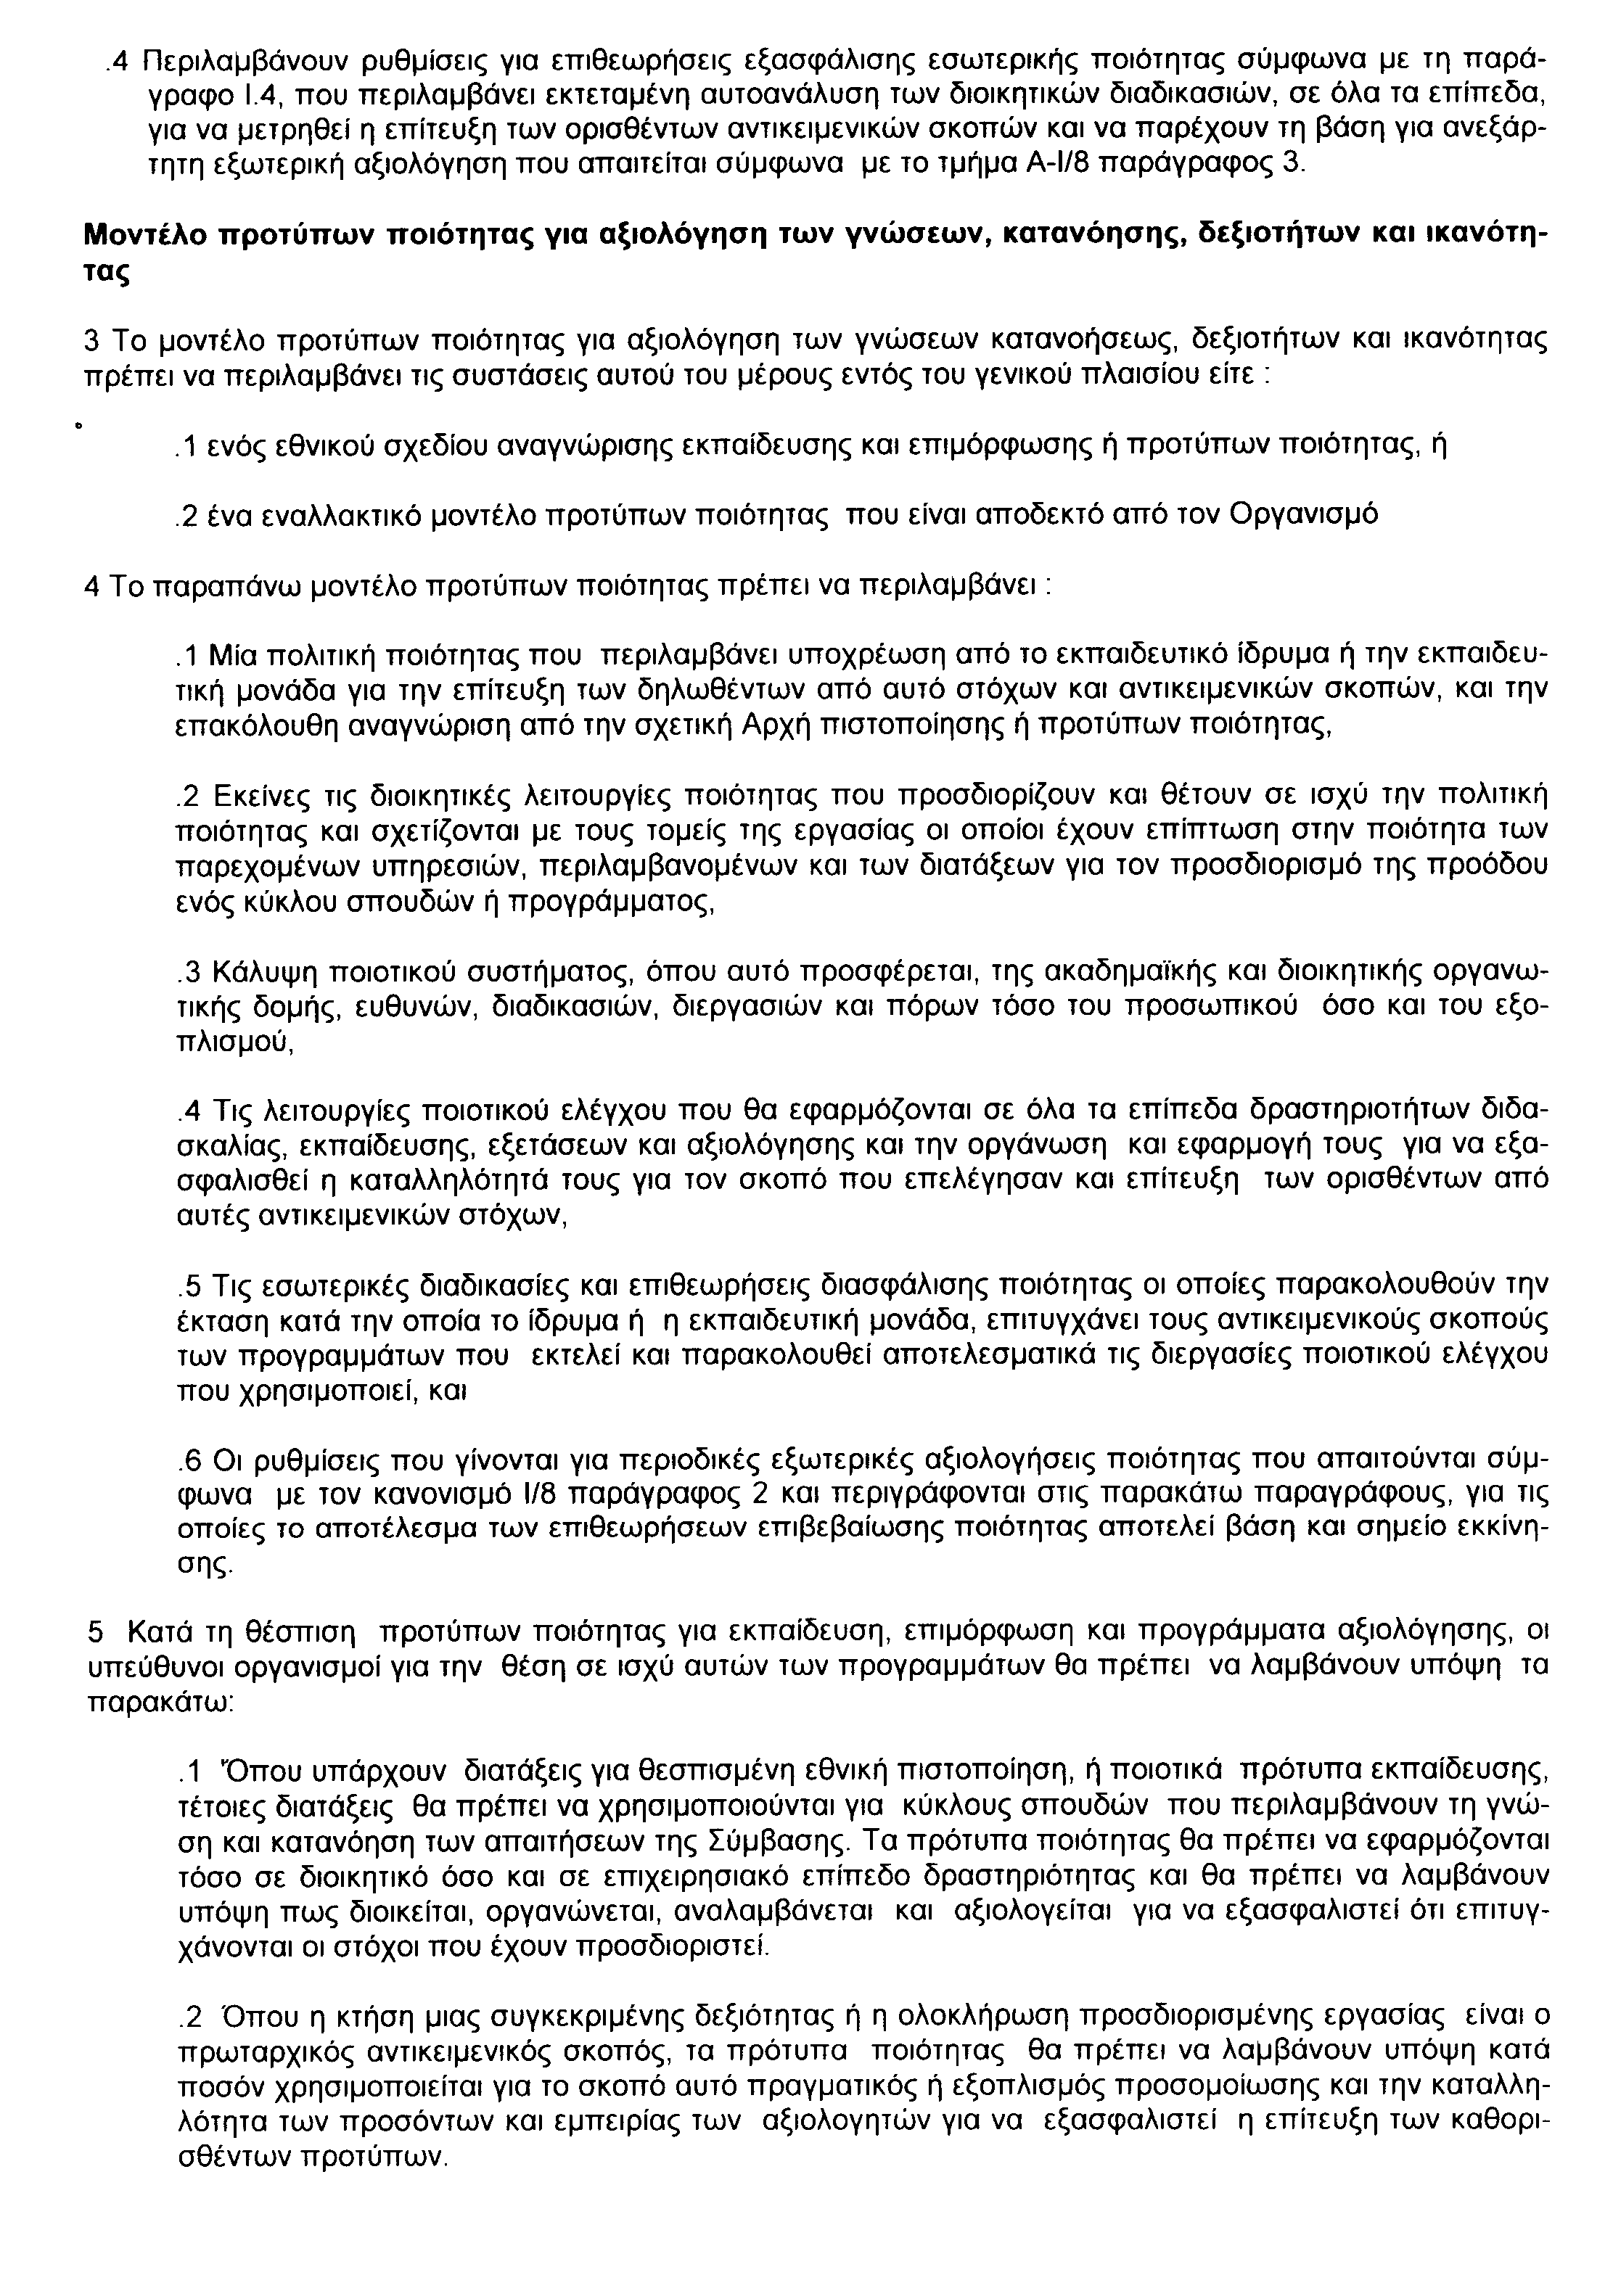 .4 Περιλαμβάνουν ρυθμίσεις για επιθεωρήσεις εξασφάλισης εσωτερικής ποιότητας σύμφωνα με τη παρά-
γραφο Ι.4, που περιλαμβάνει εκτεταμένη αυτοανάλυση των διοικητικών διαδικασιών, σε όλα τα επίπεδα,
για να μετρηθεί η επίτευξη των ορισθέντων αντικειμενικών σκοπών και να παρέχουν τη βάση για ανεξάρ-
τητη εξωτερική αξιολόγηση που απαιτείται σύμφωνα με το τμήμα Α-Ι/8 παράγραφος 3.
Μοντέλο προτύπων ποιότητας για αξιολόγηση των γνώσεων, κατανόησης, δεξιοτήτων και ικανότη-
τας
3 Το μοντέλο προτύπων ποιότητας για αξιολόγηση των γνώσεων κατανοήσεως, δεξιοτήτων και ικανότητας
πρέπει να περιλαμβάνει τις συστάσεις αυτού του μέρους εντός του γενικού πλαισίου είτε :
.1 ενός εθνικού σχεδίου αναγνώρισης εκπαίδευσης και επιμόρφωσης ή προτύπων ποιότητας, ή
.2 ένα εναλλακτικό μοντέλο προτύπων ποιότητας που είναι αποδεκτό από τον Οργανισμό
4 Το παραπάνω μοντέλο προτύπων ποιότητας πρέπει να περιλαμβάνει :
.1 Μία πολιτική ποιότητας που περιλαμβάνει υποχρέωση από το εκπαιδευτικό ίδρυμα ή την εκπαιδευ-
τική μονάδα για την επίτευξη των δηλωθέντων από αυτό στόχων και αντικειμενικών σκοπών, και την
επακόλουθη αναγνώριση από την σχετική Αρχή πιστοποίησης ή προτύπων ποιότητας,
.2 Εκείνες τις διοικητικές λειτουργίες ποιότητας που προσδιορίζουν και θέτουν σε ισχύ την πολιτική
ποιότητας και σχετίζονται με τους τομείς της εργασίας οι οποίοι έχουν επίπτωση στην ποιότητα των
παρεχομένων υπηρεσιών, περιλαμβανομένων και των διατάξεων για τον προσδιορισμό της προόδου
ενός κύκλου σπουδών ή προγράμματος,
.3 Κάλυψη ποιοτικού συστήματος, όπου αυτό προσφέρεται, της ακαδημαϊκής και διοικητικής οργανω-
τικής δομής, ευθυνών, διαδικασιών, διεργασιών και πόρων τόσο του προσωπικού όσο και του εξο-
πλισμού,
.4 Τις λειτουργίες ποιοτικού ελέγχου που θα εφαρμόζονται σε όλα τα επίπεδα δραστηριοτήτων διδα-
σκαλίας, εκπαίδευσης, εξετάσεων και αξιολόγησης και την οργάνωση και εφαρμογή τους για να εξα-
σφαλισθεί η καταλληλότητά τους για τον σκοπό που επελέγησαν και επίτευξη των ορισθέντων από
αυτές αντικειμενικών στόχων,
.5 Τις εσωτερικές διαδικασίες και επιθεωρήσεις διασφάλισης ποιότητας οι οποίες παρακολουθούν την
έκταση κατά την οποία το ίδρυμα ή η εκπαιδευτική μονάδα, επιτυγχάνει τους αντικειμενικούς σκοπούς
των προγραμμάτων που εκτελεί και παρακολουθεί αποτελεσματικά τις διεργασίες ποιοτικού ελέγχου
που χρησιμοποιεί, και
.6 Οι ρυθμίσεις που γίνονται για περιοδικές εξωτερικές αξιολογήσεις ποιότητας που απαιτούνται σύμ-
φωνα με τον κανονισμό Ι/8 παράγραφος 2 και περιγράφονται στις παρακάτω παραγράφους, για τις
οποίες το αποτέλεσμα των επιθεωρήσεων επιβεβαίωσης ποιότητας αποτελεί βάση και σημείο εκκίνη-
σης.
5 Κατά τη θέσπιση προτύπων ποιότητας για εκπαίδευση, επιμόρφωση και προγράμματα αξιολόγησης, οι
υπεύθυνοι οργανισμοί για την θέση σε ισχύ αυτών των προγραμμάτων θα πρέπει να λαμβάνουν υπόψη τα
παρακάτω:
.1 Όπου υπάρχουν διατάξεις για θεσπισμένη εθνική πιστοποίηση, ή ποιοτικά πρότυπα εκπαίδευσης,
τέτοιες διατάξεις θα πρέπει να χρησιμοποιούνται για κύκλους σπουδών που περιλαμβάνουν τη γνώ-
ση και κατανόηση των απαιτήσεων της Σύμβασης. Τα πρότυπα ποιότητας θα πρέπει να εφαρμόζονται
τόσο σε διοικητικό όσο και σε επιχειρησιακό επίπεδο δραστηριότητας και θα πρέπει να λαμβάνουν
υπόψη πως διοικείται, οργανώνεται, αναλαμβάνεται και αξιολογείται για να εξασφαλιστεί ότι επιτυγ-
χάνονται οι στόχοι που έχουν προσδιοριστεί.
.2 Όπου η κτήση μιας συγκεκριμένης δεξιότητας ή η ολοκλήρωση προσδιορισμένης εργασίας είναι ο
πρωταρχικός αντικειμενικός σκοπός, τα πρότυπα ποιότητας θα πρέπει να λαμβάνουν υπόψη κατά
ποσόν χρησιμοποιείται για το σκοπό αυτό πραγματικός ή εξοπλισμός προσομοίωσης και την καταλλη-
λότητα των προσόντων και εμπειρίας των αξιολογητών για να εξασφαλιστεί η επίτευξη των καθορι-
σθέντων προτύπων.